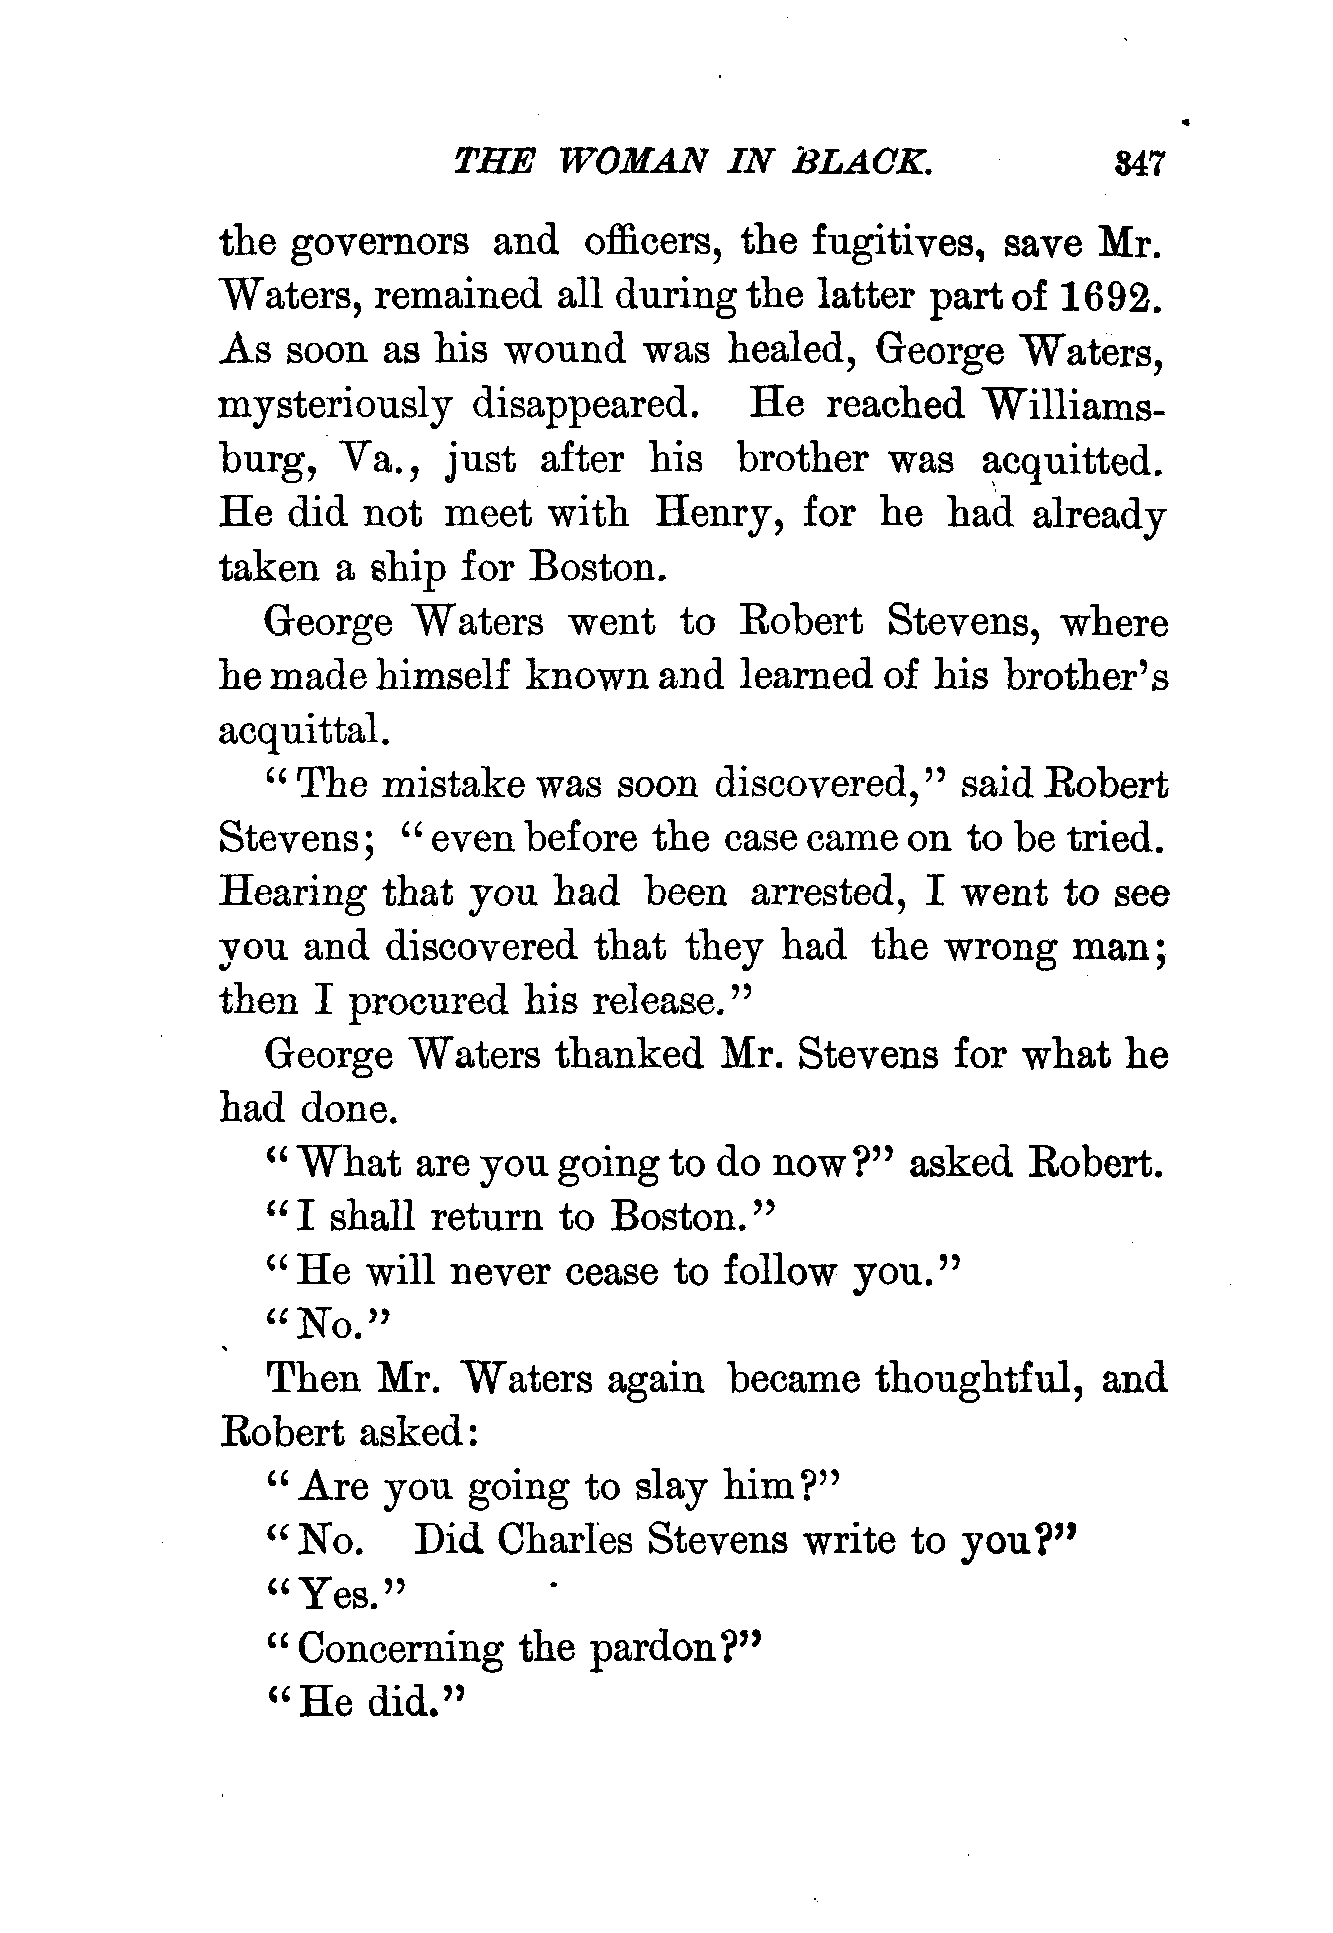 THE WOMAN IN BLACK. 347
the governors and officers, the fugitives, save Mr.
Waters, remained all during the latter part of 1692.
As soon as his wound was healed, George Waters,
mysteriously disappeared. He reached Williams-
burg, Va., just after his brother was acquitted.
He did not meet with Henry, for he had already
taken a ship for Boston.
George Waters went to Robert Stevens, where
he made himself known and learned of his brother's
acquittal.
"The mistake was soon discovered," said Robert
Stevens; "even before the case came on to be tried.
Hearing that you had been arrested, I went to see
you and discovered that they had the wrong man;
then I procured his release."
George Waters thanked Mr. Stevens for what he
had done.
"What are you going to do now?" asked Robert.
"I shall return to Boston."
"He will never cease to follow you."
"No."
Then Mr. Waters again became thoughtful, and
Robert asked:
"Are you going to slay him?"
"No. Did Charles Stevens write to you?"
"Yes."
"Concerning the pardon?"
"He did."